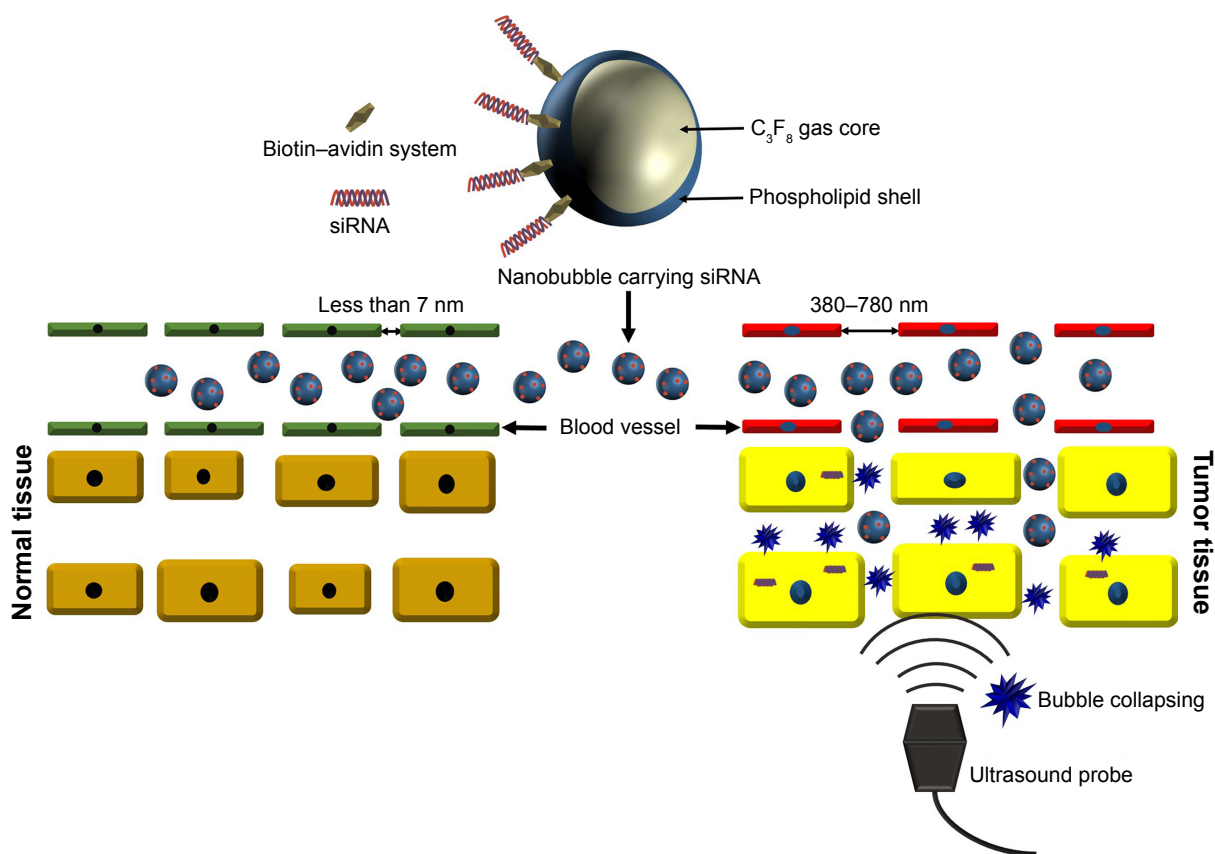 C₃F₈ gas core
Biotin–avidin system
Phospholipid shell
siRNA
Nanobubble carrying siRNA
Less than 7 nm
380–780 nm
Blood vessel
Normal tissue
Tumor tissue
Bubble collapsing
Ultrasound probe